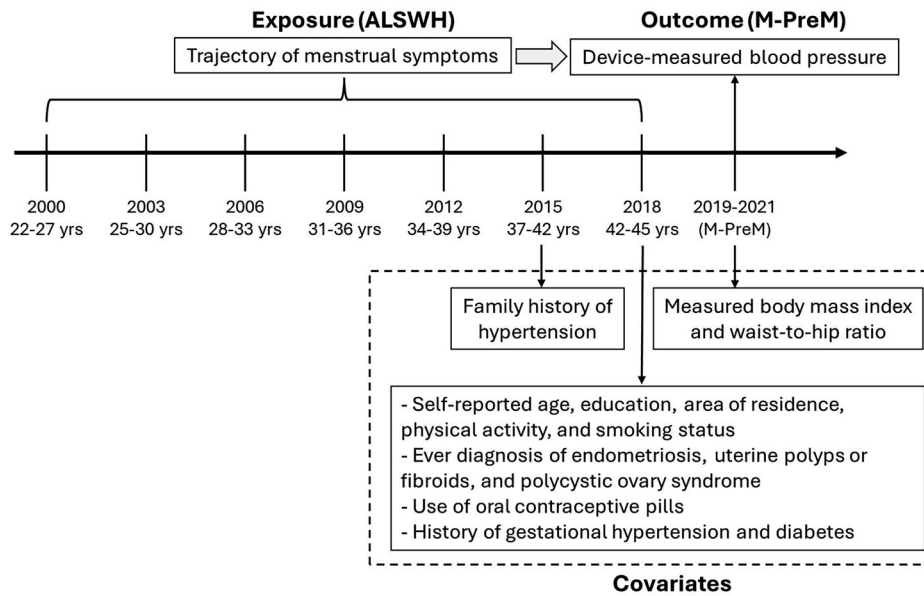 Exposure (ALSWH)
Outcome (M-PreM)
Trajectory of menstrual symptoms
Device-measured blood pressure
2000
22-27 yrs
2003
25-30 yrs
2006
28-33 yrs
2009
31-36 yrs
2012
34-39 yrs
2015
37-42 yrs
2018
42-45 yrs
2019-2021
(M-PreM)
Family history of
hypertension
Measured body mass index
and waist-to-hip ratio
- Self-reported age, education, area of residence,
physical activity, and smoking status
- Ever diagnosis of endometriosis, uterine polyps or
fibroids, and polycystic ovary syndrome
- Use of oral contraceptive pills
- History of gestational hypertension and diabetes
Covariates